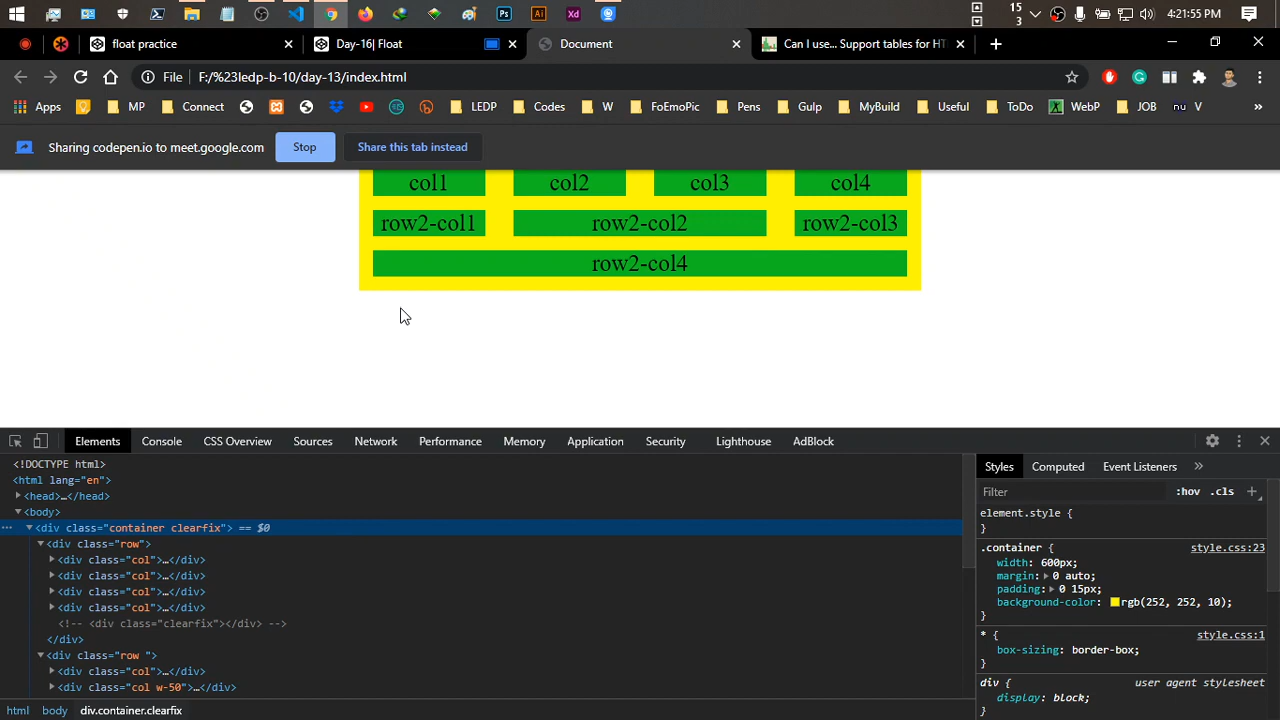 Ps
Ai
Xd
15
3
4:21:55 PM
float practice
Day-16| Float
Document
Can I use... Support tables for HT
File
F:/%23ledp-b-10/day-13/index.html
Apps
MP
Connect
LEDP
Codes
W
FoEmoPic
Pens
Gulp
MyBuild
Useful
ToDo
WebP
JOB
nu
V
»
Sharing codepen.io to meet.google.com
Stop
Share this tab instead
col1 col2 col3 col4
row2-col1 row2-col2 row2-col3
row2-col4
Elements Console CSS Overview Sources Network Performance Memory Application Security Lighthouse AdBlock
<!DOCTYPE html>
<html lang="en">
<head>…</head>
<body>
<div class="container clearfix"> == $0
<div class="row">
<div class="col">…</div>
<div class="col">…</div>
<div class="col">…</div>
<div class="col">…</div>
<!-- <div class="clearfix"></div> -->
</div>
<div class="row ">
<div class="col">…</div>
<div class="col w-50">…</div>
html body div.container.clearfix
Styles Computed Event Listeners »
Filter :hov .cls +
element.style {
}
.container { style.css:23
width: 600px;
margin: 0 auto;
padding: 0 15px;
background-color: rgb(252, 252, 10);
}
* { style.css:1
box-sizing: border-box;
}
div { user agent stylesheet
display: block;
}